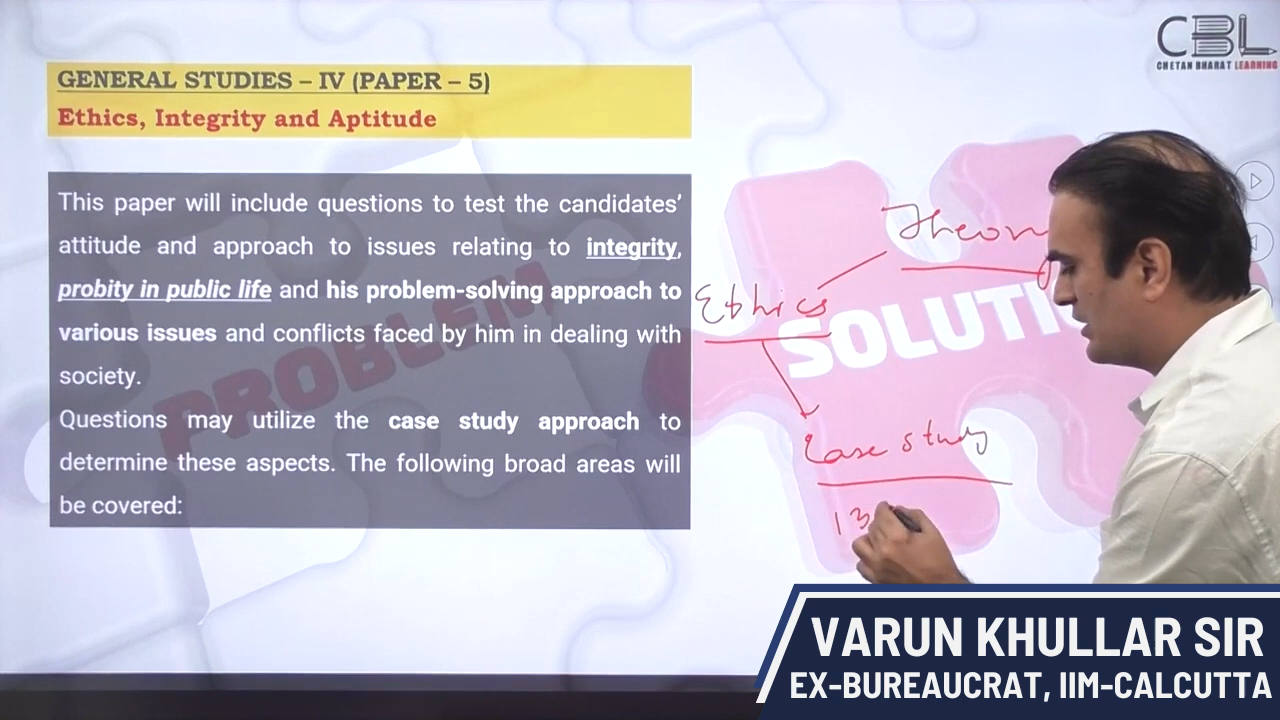 CBL
CHETAN BHARAT LEARNING
GENERAL STUDIES – IV (PAPER – 5)
Ethics, Integrity and Aptitude
This paper will include questions to test the candidates’
attitude and approach to issues relating to integrity,
probity in public life and his problem-solving approach to
various issues and conflicts faced by him in dealing with
society.
Questions may utilize the case study approach to
determine these aspects. The following broad areas will
be covered:
PROBLEM
Theory
Ethics
SOLUTI
Case study
13
VARUN KHULLAR SIR
EX-BUREAUCRAT, IIM-CALCUTTA